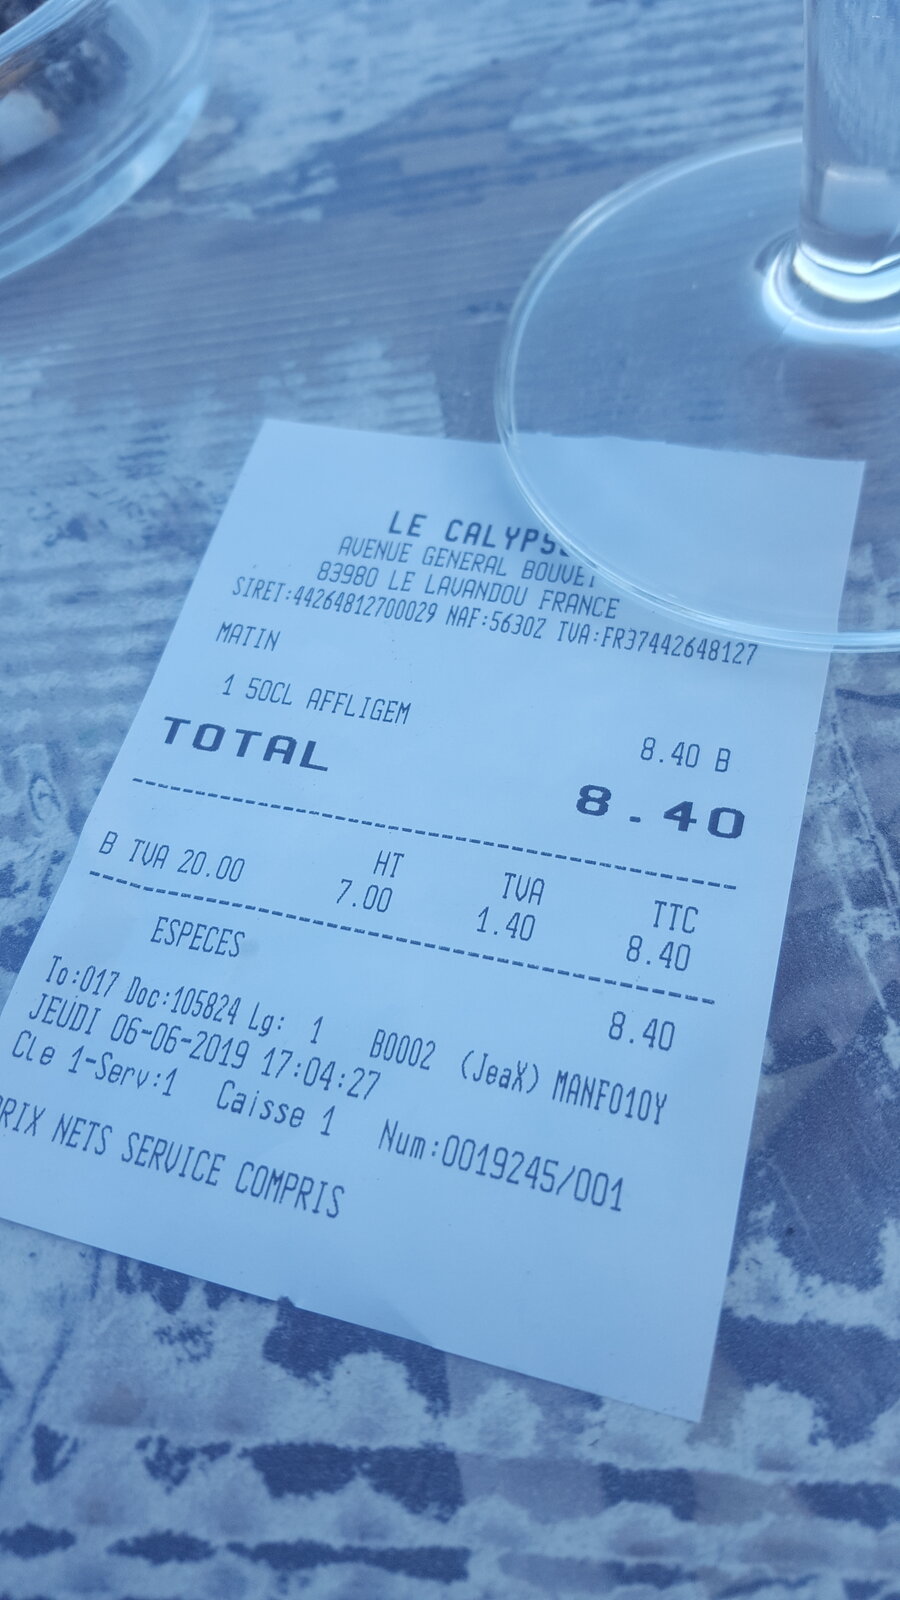 LE CALYPSO
AVENUE GENERAL BOUVET
83980 LE LAVANDOU FRANCE
SIRET:44264812700029 NAF:5630Z TVA:FR37442648127
MATIN
1 50CL AFFLIGEM 8.40 B
TOTAL 8.40
B TVA 20.00 HT TVA TTC
7.00 1.40 8.40
ESPECES 8.40
To:017 Doc:105824 Lg: 1 B0002 (JeaX) MANF010Y
JEUDI 06-06-2019 17:04:27
Cle 1-Serv:1 Caisse 1 Num:0019245/001
PRIX NETS SERVICE COMPRIS